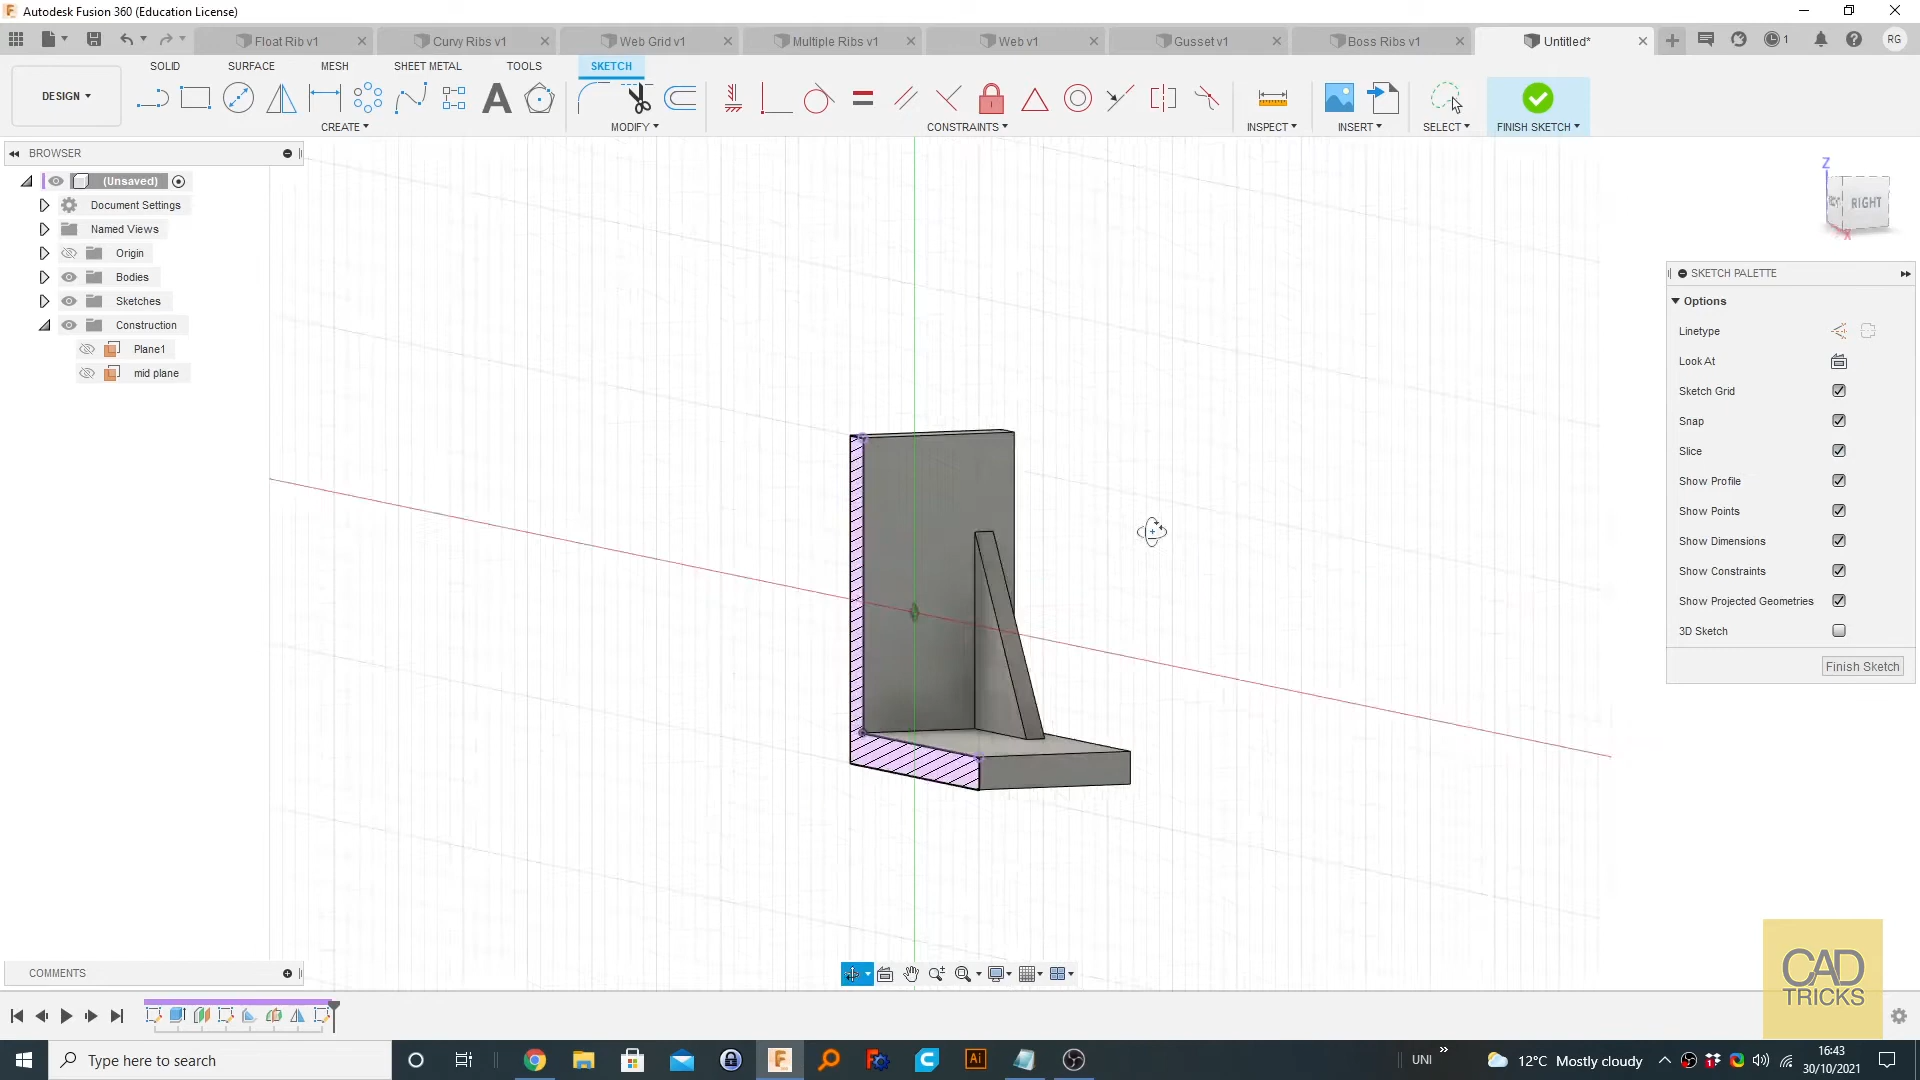 Autodesk Fusion 360 (Education License)
Float Rib v1
Curvy Ribs v1
Web Grid v1
Multiple Ribs v1
Web v1
Gusset v1
Boss Ribs v1
Untitled*
1
RG
SOLID
SURFACE
MESH
SHEET METAL
TOOLS
SKETCH
DESIGN
CREATE
MODIFY
CONSTRAINTS
INSPECT
INSERT
SELECT
FINISH SKETCH
BROWSER
(Unsaved)
Document Settings
Named Views
Origin
Bodies
Sketches
Construction
Plane1
mid plane
Z
RIGHT
X
SKETCH PALETTE
Options
Linetype
Look At
Sketch Grid
Snap
Slice
Show Profile
Show Points
Show Dimensions
Show Constraints
Show Projected Geometries
3D Sketch
Finish Sketch
COMMENTS
CAD
TRICKS
Type here to search
Ai
UNI
12°C Mostly cloudy
16:43
30/10/2021